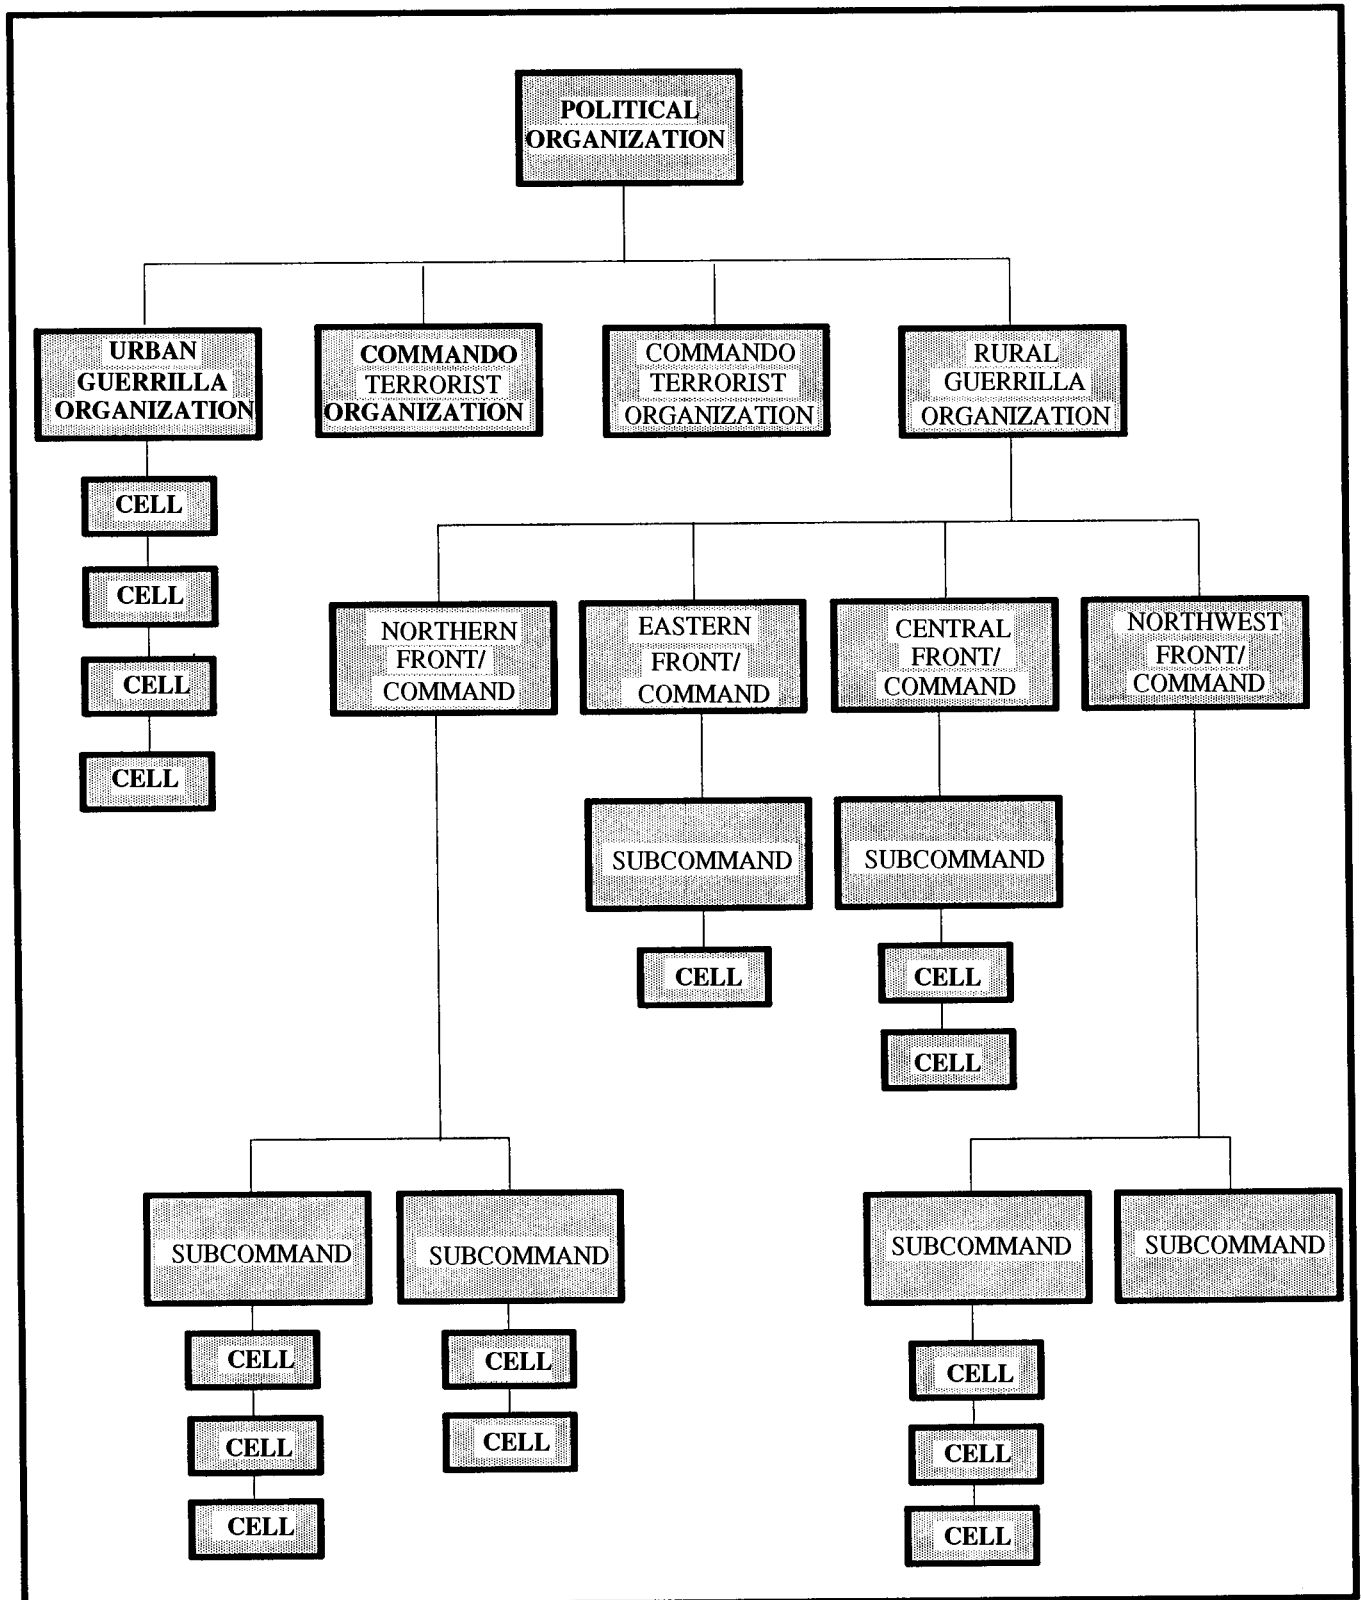 POLITICAL
ORGANIZATION
URBAN
GUERRILLA
ORGANIZATION
COMMANDO
TERRORIST
ORGANIZATION
COMMANDO
TERRORIST
ORGANIZATION
RURAL
GUERRILLA
ORGANIZATION
CELL
CELL
CELL
CELL
NORTHERN
FRONT/
COMMAND
EASTERN
FRONT/
COMMAND
CENTRAL
FRONT/
COMMAND
NORTHWEST
FRONT/
COMMAND
SUBCOMMAND
CELL
SUBCOMMAND
CELL
CELL
SUBCOMMAND
CELL
CELL
CELL
SUBCOMMAND
CELL
CELL
SUBCOMMAND
CELL
CELL
CELL
SUBCOMMAND